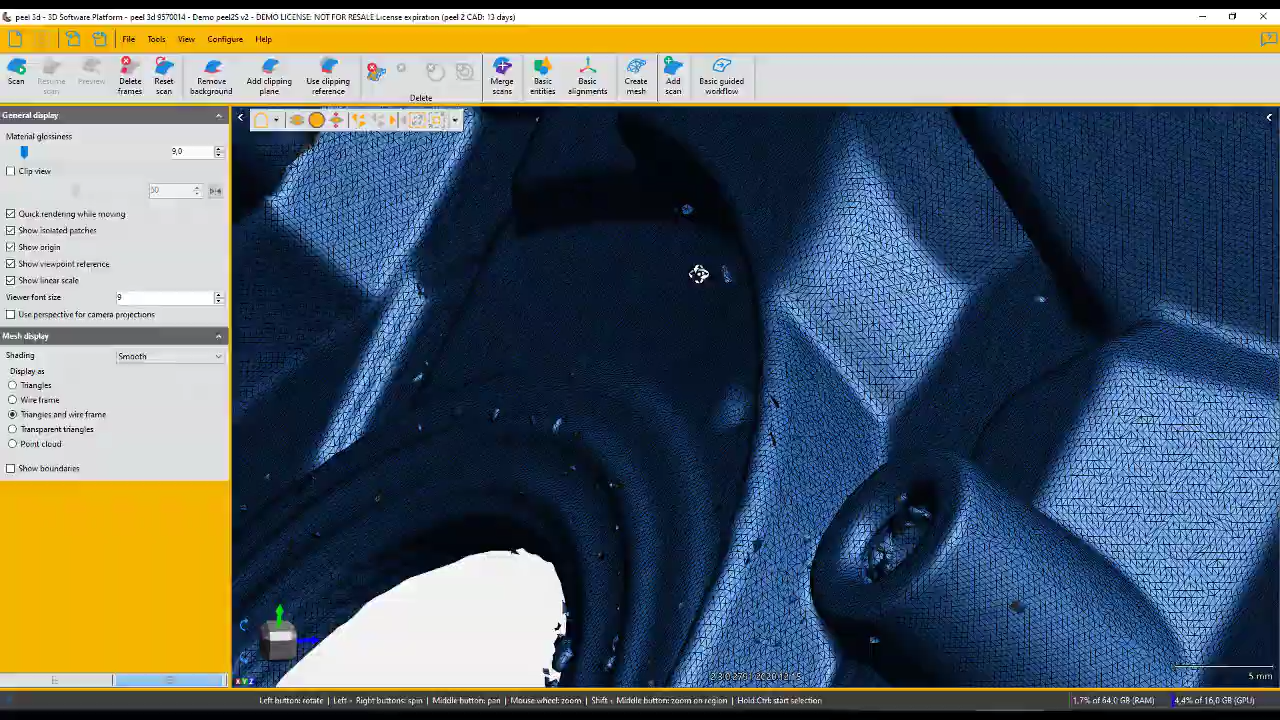 peel 3d - 3D Software Platform - peel 3d 9570014 - Demo peel2S v2 - DEMO LICENSE: NOT FOR RESALE License expiration (peel 2 CAD: 13 days)
File Tools View Configure Help
Scan
Resume scan
Preview
Delete frames
Reset scan
Remove background
Add clipping plane
Use clipping reference
Delete
Merge scans
Basic entities
Basic alignments
Create mesh
Add scan
Basic guided workflow
General display
Material glossiness
9,0
Clip view
50
Quick rendering while moving
Show isolated patches
Show origin
Show viewpoint reference
Show linear scale
Viewer font size 9
Use perspective for camera projections
Mesh display
Shading Smooth
Display as
Triangles
Wire frame
Triangles and wire frame
Transparent triangles
Point cloud
Show boundaries
X Y Z
5 mm
Left button: rotate | Left + Right buttons: spin | Middle button: pan | Mouse wheel: zoom | Shift + Middle button: zoom on region | Hold Ctrl: start selection
1.7% of 64.0 GB (RAM) 4.4% of 16.0 GB (GPU)